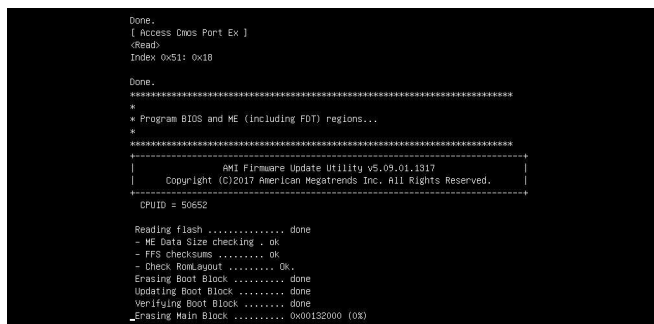 Done.
[ Access Cmos Port Ex ]
<Read>
Index 0x51: 0x18
Done.
*************************************************************************
*
* Program BIOS and ME (including FDT) regions...
*
*************************************************************************
+---------------------------------------------------------------------------+
| AMI Firmware Update Utility v5.09.01.1317 |
| Copyright (C)2017 American Megatrends Inc. All Rights Reserved. |
+---------------------------------------------------------------------------+
CPUID = 50652
Reading flash ............... done
- ME Data Size checking . ok
- FFS checksums ......... ok
- Check RomLayout ......... Ok.
Erasing Boot Block .......... done
Updating Boot Block ......... done
Verifying Boot Block ........ done
_Erasing Main Block .......... 0x00132000 (0%)